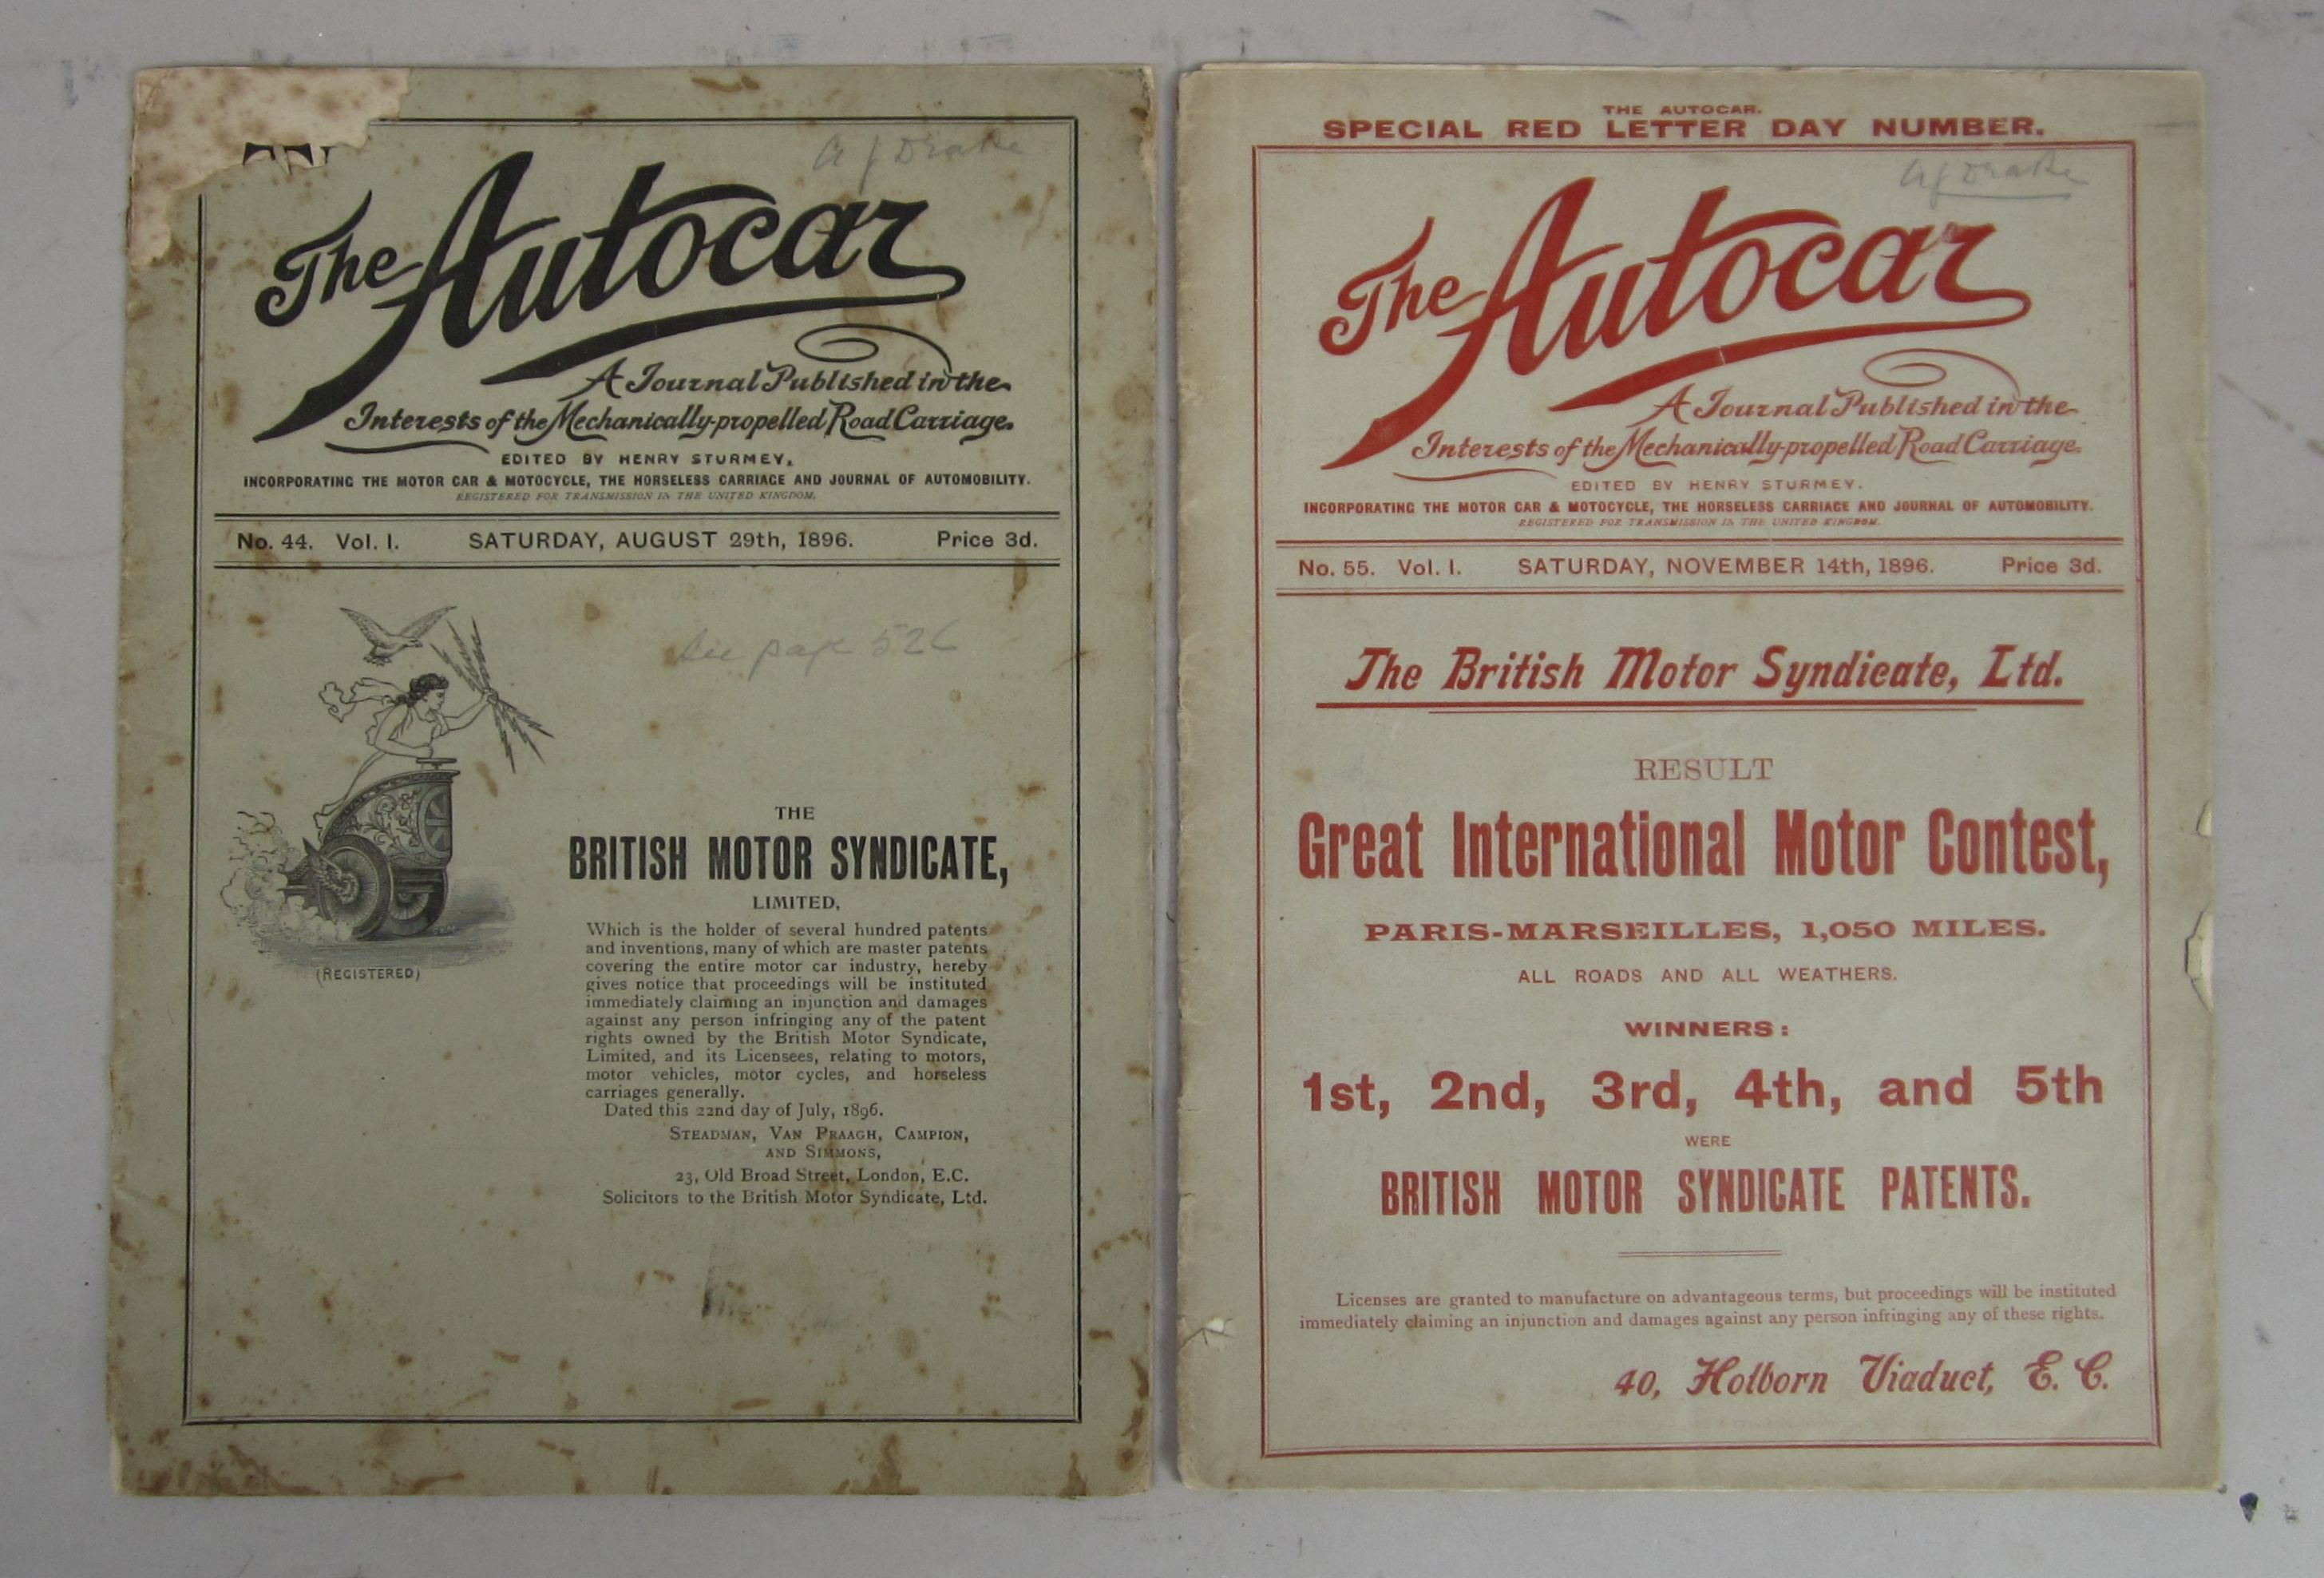 A J Drake
The Autocar
A Journal Published in the
Interests of the Mechanically-propelled Road Carriage.
EDITED BY HENRY STURMEY.
INCORPORATING THE MOTOR CAR & MOTOCYCLE, THE HORSELESS CARRIAGE AND JOURNAL OF AUTOMOBILITY.
REGISTERED FOR TRANSMISSION IN THE UNITED KINGDOM.
No. 44. Vol. I. SATURDAY, AUGUST 29th, 1896. Price 3d.
See page 526
(REGISTERED)
THE
BRITISH MOTOR SYNDICATE,
LIMITED,
Which is the holder of several hundred patents
and inventions, many of which are master patents
covering the entire motor car industry, hereby
gives notice that proceedings will be instituted
immediately claiming an injunction and damages
against any person infringing any of the patent
rights owned by the British Motor Syndicate,
Limited, and its Licensees, relating to motors,
motor vehicles, motor cycles, and horseless
carriages generally.
Dated this 22nd day of July, 1896.
STEADMAN, VAN PRAAGH, CAMPION,
AND SIMMONS,
23, Old Broad Street, London, E.C.
Solicitors to the British Motor Syndicate, Ltd.
THE AUTOCAR.
SPECIAL RED LETTER DAY NUMBER.
A J Drake
The Autocar
A Journal Published in the
Interests of the Mechanically-propelled Road Carriage.
EDITED BY HENRY STURMEY.
INCORPORATING THE MOTOR CAR & MOTOCYCLE, THE HORSELESS CARRIAGE AND JOURNAL OF AUTOMOBILITY.
REGISTERED FOR TRANSMISSION IN THE UNITED KINGDOM.
No. 55. Vol. I. SATURDAY, NOVEMBER 14th, 1896. Price 3d.
The British Motor Syndicate, Ltd.
RESULT
Great International Motor Contest,
PARIS-MARSEILLES, 1,050 MILES.
ALL ROADS AND ALL WEATHERS.
WINNERS:
1st, 2nd, 3rd, 4th, and 5th
WERE
BRITISH MOTOR SYNDICATE PATENTS.
Licenses are granted to manufacture on advantageous terms, but proceedings will be instituted
immediately claiming an injunction and damages against any person infringing any of these rights.
40, Holborn Viaduct, E. C.